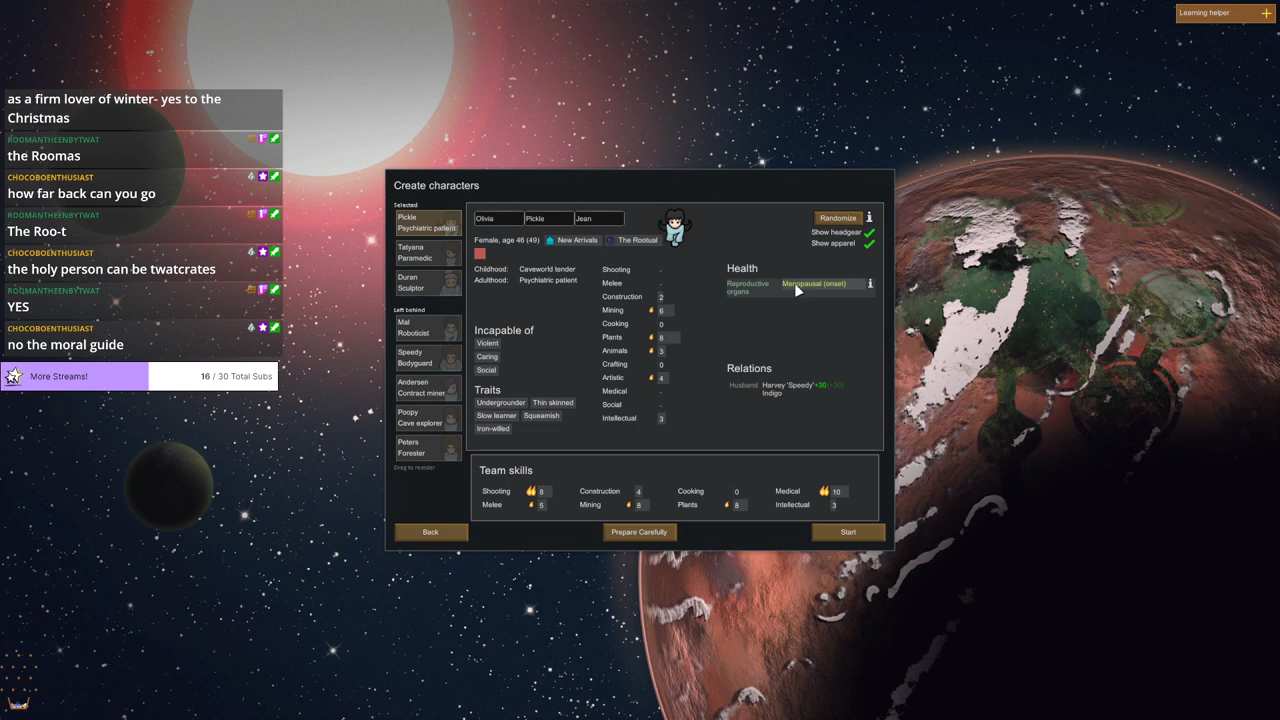 Learning helper
as a firm lover of winter- yes to the
Christmas
ROOMANTHEENBYTWAT
the Roomas
CHOCOBOENTHUSIAST
how far back can you go
ROOMANTHEENBYTWAT
The Roo-t
CHOCOBOENTHUSIAST
the holy person can be twatcrates
ROOMANTHEENBYTWAT
YES
CHOCOBOENTHUSIAST
no the moral guide
More Streams!
16 / 30 Total Subs
Create characters
Selected
Pickle
Psychiatric patient
Tatyana
Paramedic
Duran
Sculptor
Left behind
Mal
Roboticist
Speedy
Bodyguard
Andersen
Contract miner
Poopy
Cave explorer
Peters
Forester
Drag to reorder
Olivia
Pickle
Jean
Randomize
Show headgear
Show apparel
Female, age 46 (49)
New Arrivals
The Rootual
Childhood: Caveworld tender
Adulthood: Psychiatric patient
Incapable of
Violent
Caring
Social
Traits
Undergrounder
Thin skinned
Slow learner
Squeamish
Iron-willed
Shooting -
Melee -
Construction 2
Mining 6
Cooking 0
Plants 8
Animals 3
Crafting 0
Artistic 4
Medical -
Social -
Intellectual 3
Health
Reproductive
organs
Menopausal (onset)
Relations
Husband Harvey 'Speedy' +30 (+30)
Indigo
Team skills
Shooting 8 Construction 4 Cooking 0 Medical 10
Melee 5 Mining 8 Plants 8 Intellectual 3
Back
Prepare Carefully
Start